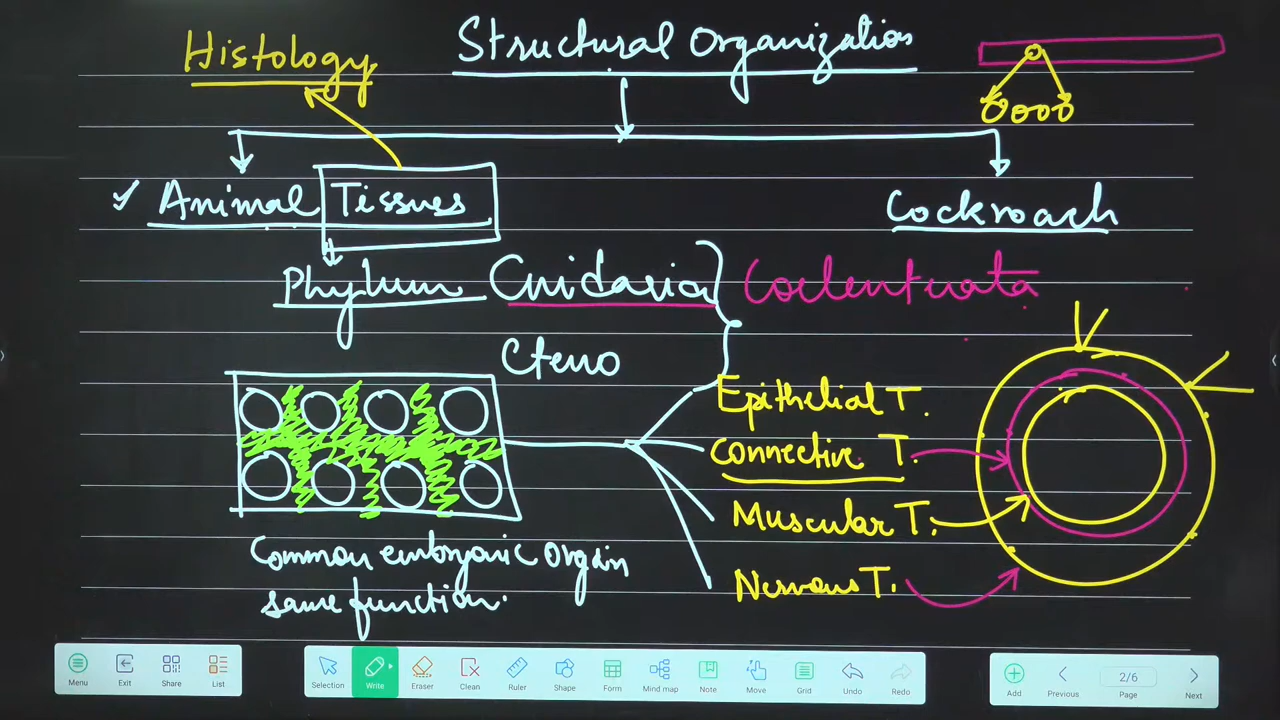 Structural Organization
Histology
Animal Tissues
Cockroach
Phylum Cnidaria Coelentuata
Cteno
Epithelial T.
Connective T.
Muscular T.
Nervous T.
Common embryonic Organ
same function.
Menu
Exit
Share
List
Selection
Write
Eraser
Clean
Ruler
Shape
Form
Mind map
Note
Move
Grid
Undo
Redo
Add
Previous
2/6
Page
Next